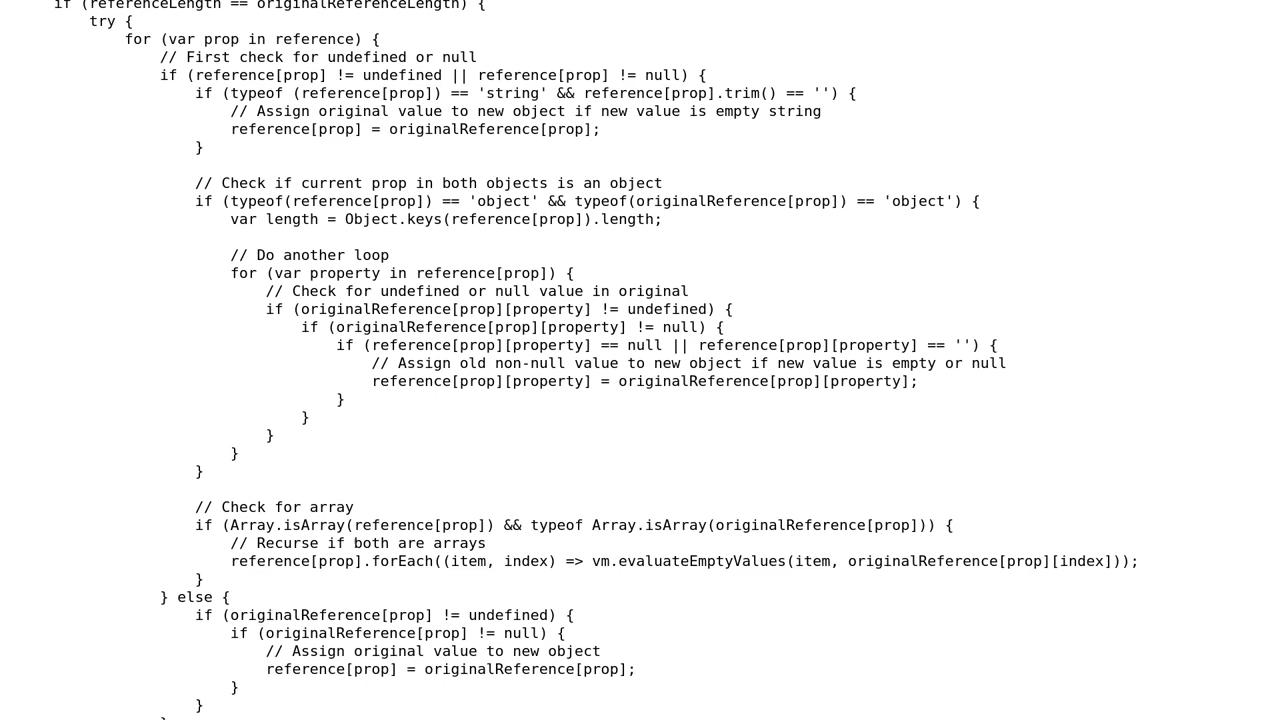 if (referenceLength == originalReferenceLength) {
try {
for (var prop in reference) {
// First check for undefined or null
if (reference[prop] != undefined || reference[prop] != null) {
if (typeof (reference[prop]) == 'string' && reference[prop].trim() == '') {
// Assign original value to new object if new value is empty string
reference[prop] = originalReference[prop];
}
// Check if current prop in both objects is an object
if (typeof(reference[prop]) == 'object' && typeof(originalReference[prop]) == 'object') {
var length = Object.keys(reference[prop]).length;
// Do another loop
for (var property in reference[prop]) {
// Check for undefined or null value in original
if (originalReference[prop][property] != undefined) {
if (originalReference[prop][property] != null) {
if (reference[prop][property] == null || reference[prop][property] == '') {
// Assign old non-null value to new object if new value is empty or null
reference[prop][property] = originalReference[prop][property];
}
}
}
}
}
// Check for array
if (Array.isArray(reference[prop]) && typeof Array.isArray(originalReference[prop])) {
// Recurse if both are arrays
reference[prop].forEach((item, index) => vm.evaluateEmptyValues(item, originalReference[prop][index]));
}
} else {
if (originalReference[prop] != undefined) {
if (originalReference[prop] != null) {
// Assign original value to new object
reference[prop] = originalReference[prop];
}
}
}